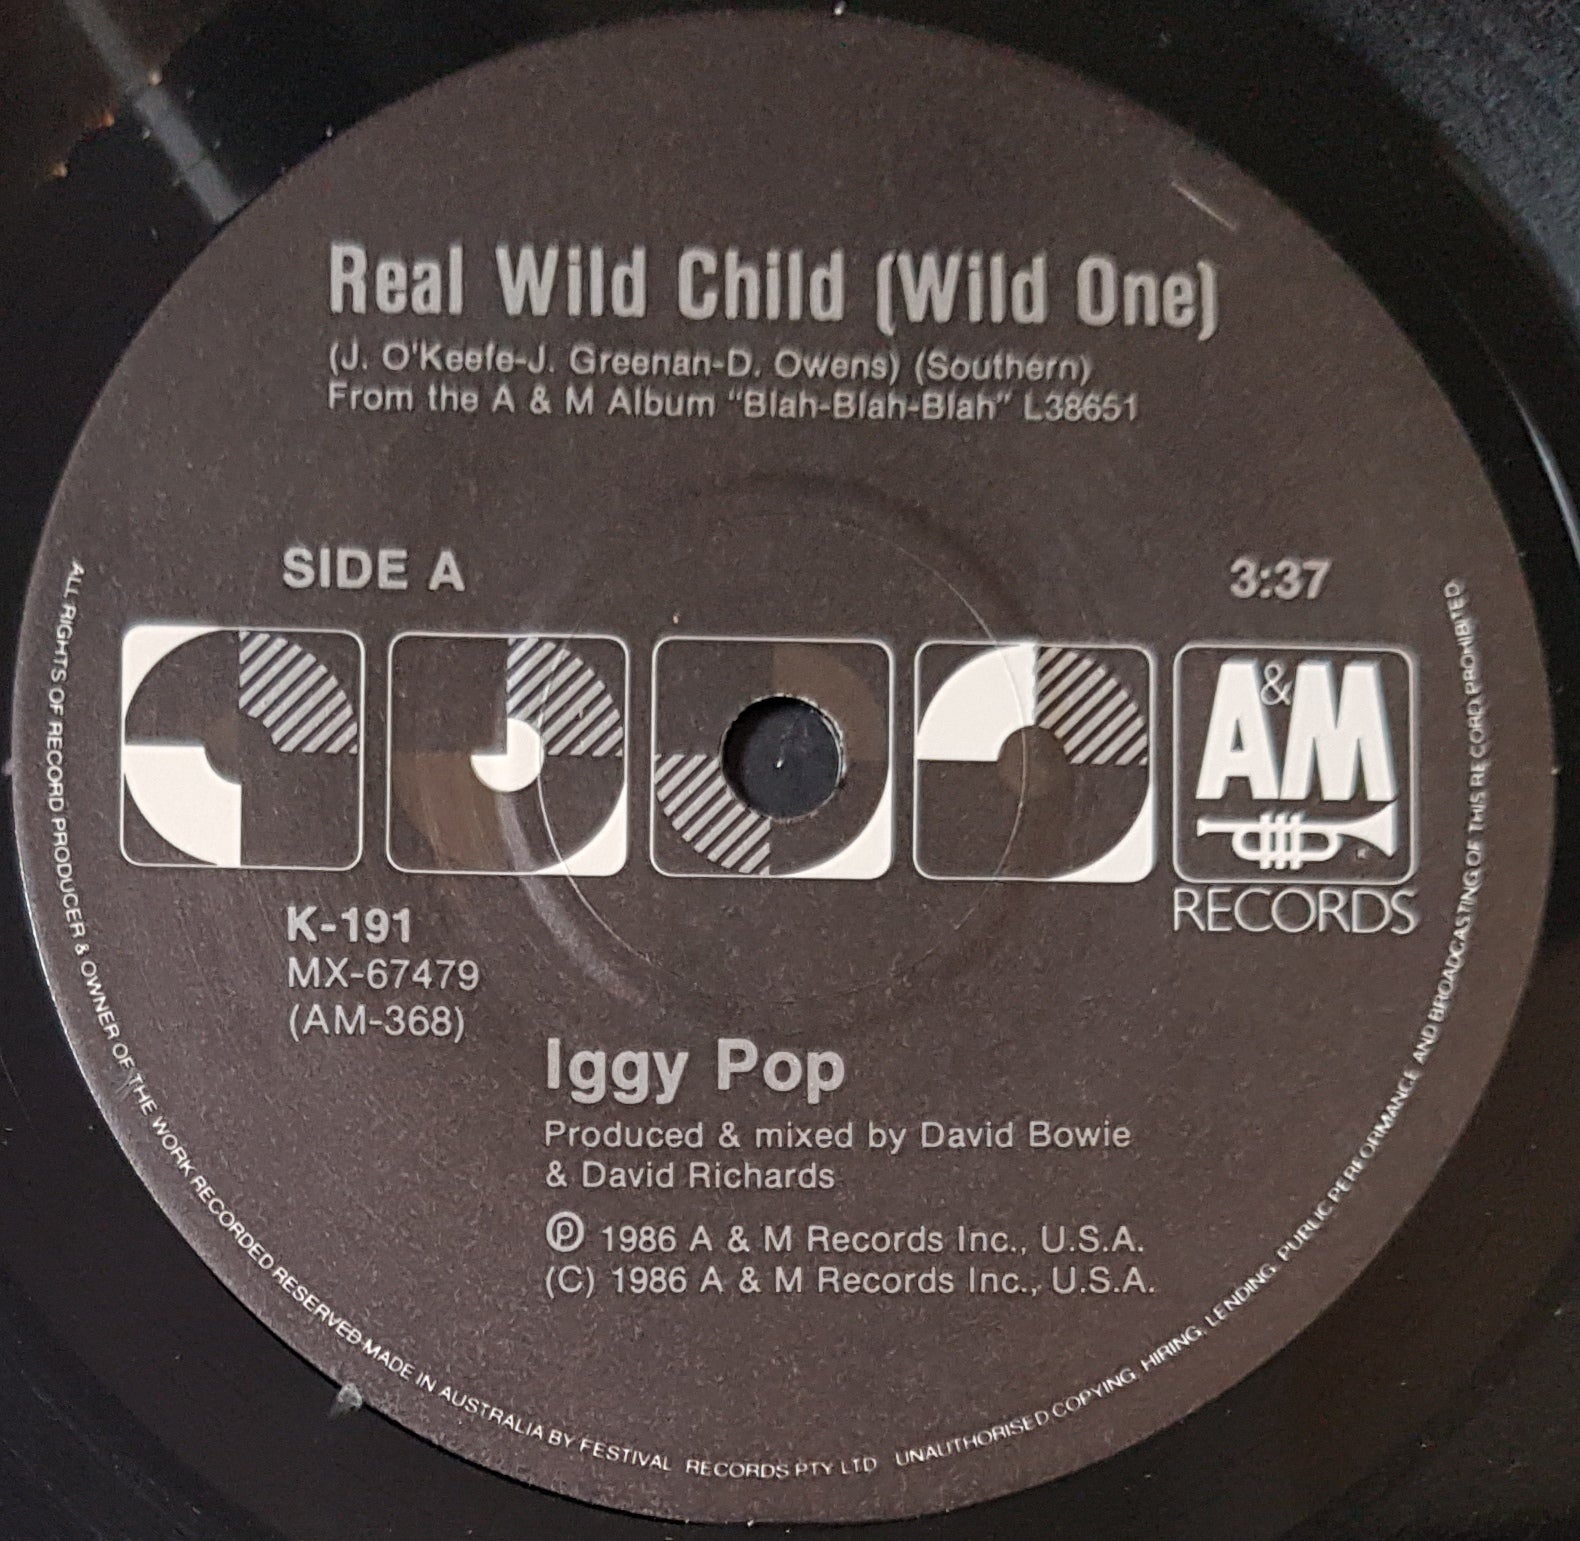 Real Wild Child (Wild One)
(J. O'Keefe-J. Greenan-D. Owens) (Southern)
From the A & M Album "Blah-Blah-Blah" L38651
SIDE A
3:37
A&M
RECORDS
K-191
MX-67479
(AM-368)
Iggy Pop
Produced & mixed by David Bowie
& David Richards
℗ 1986 A & M Records Inc., U.S.A.
(C) 1986 A & M Records Inc., U.S.A.
ALL RIGHTS OF RECORD PRODUCER & OWNER OF THE WORK RECORDED RESERVED. MADE IN AUSTRALIA BY FESTIVAL RECORDS PTY LTD UNAUTHORISED COPYING, HIRING, LENDING, PUBLIC PERFORMANCE AND BROADCASTING OF THIS RECORD PROHIBITED